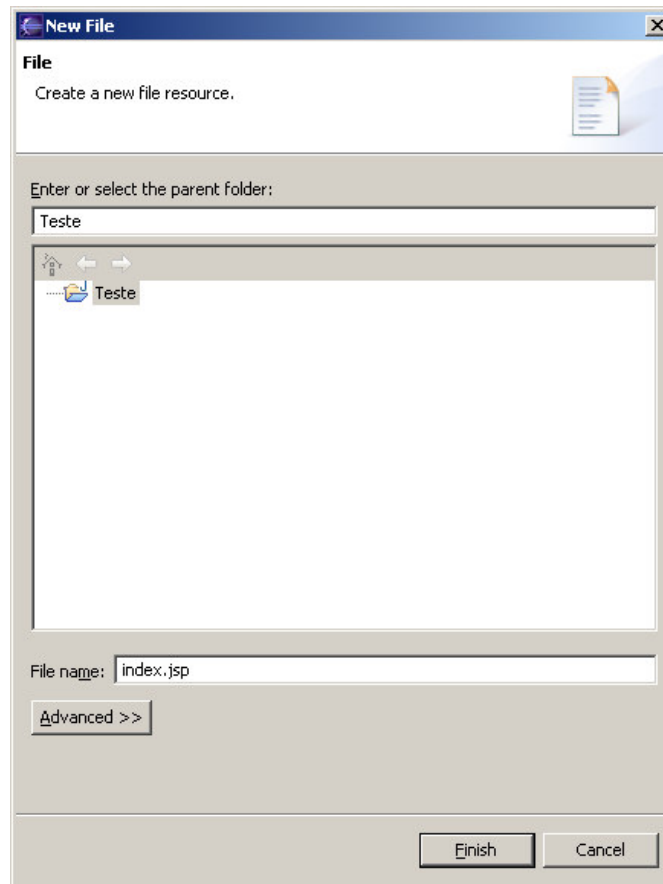 New File
File
Create a new file resource.
Enter or select the parent folder:
Teste
Teste
File name: index.jsp
Advanced >>
Finish Cancel